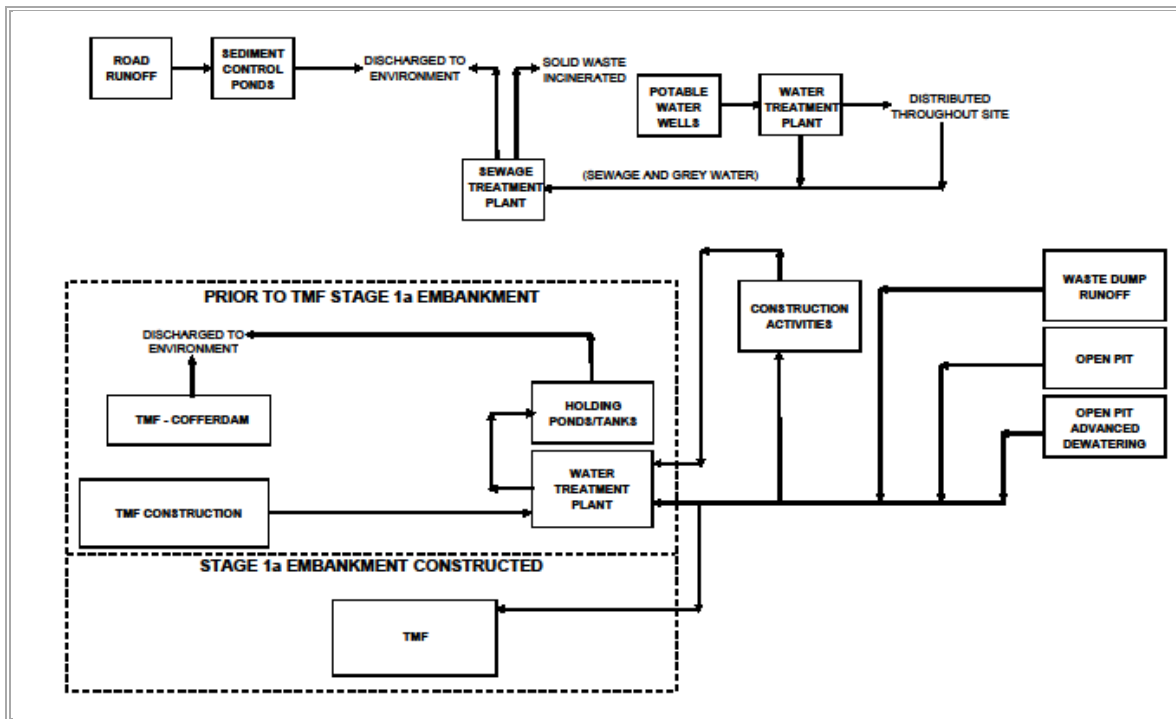 ROAD
RUNOFF
SEDIMENT
CONTROL
PONDS
DISCHARGED TO
ENVIRONMENT
SOLID WASTE
INCINERATED
POTABLE
WATER
WELLS
WATER
TREATMENT
PLANT
DISTRIBUTED
THROUGHOUT SITE
SEWAGE
TREATMENT
PLANT
(SEWAGE AND GREY WATER)
PRIOR TO TMF STAGE 1a EMBANKMENT
DISCHARGED TO
ENVIRONMENT
TMF - COFFERDAM
HOLDING
PONDS/TANKS
WATER
TREATMENT
PLANT
TMF CONSTRUCTION
CONSTRUCTION
ACTIVITIES
WASTE DUMP
RUNOFF
OPEN PIT
OPEN PIT
ADVANCED
DEWATERING
STAGE 1a EMBANKMENT CONSTRUCTED
TMF